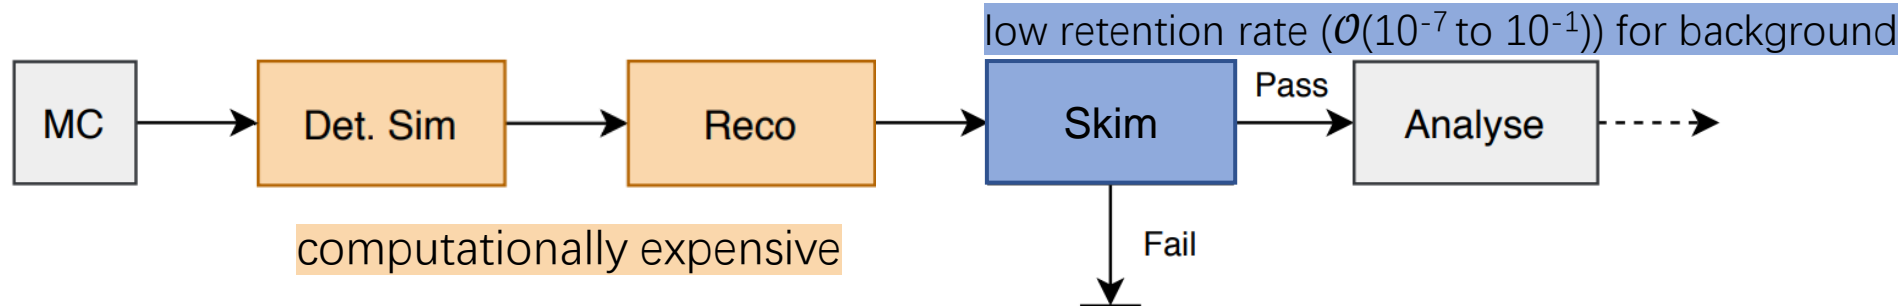 low retention rate (𝒪(10⁻⁷ to 10⁻¹)) for background
MC
Det. Sim
Reco
Skim
Pass
Analyse
computationally expensive
Fail